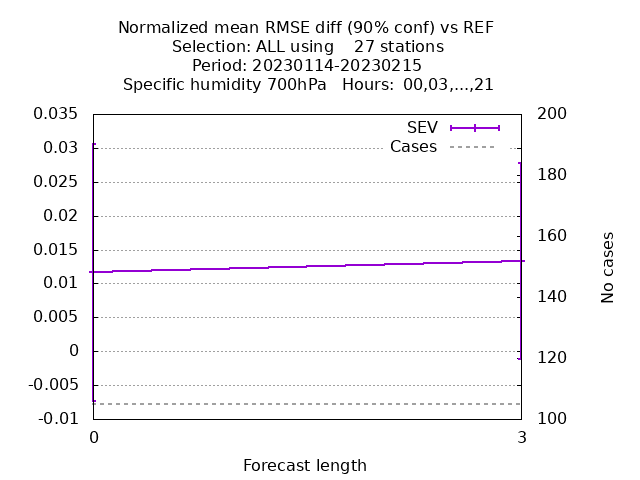 Normalized mean RMSE diff (90% conf) vs REF
Selection: ALL using    27 stations
Period: 20230114-20230215
Specific humidity 700hPa   Hours:  00,03,...,21
0.035
0.03
0.025
0.02
0.015
0.01
0.005
0
-0.005
-0.01
SEV
Cases
200
180
160
140
120
100
No cases
0
3
Forecast length